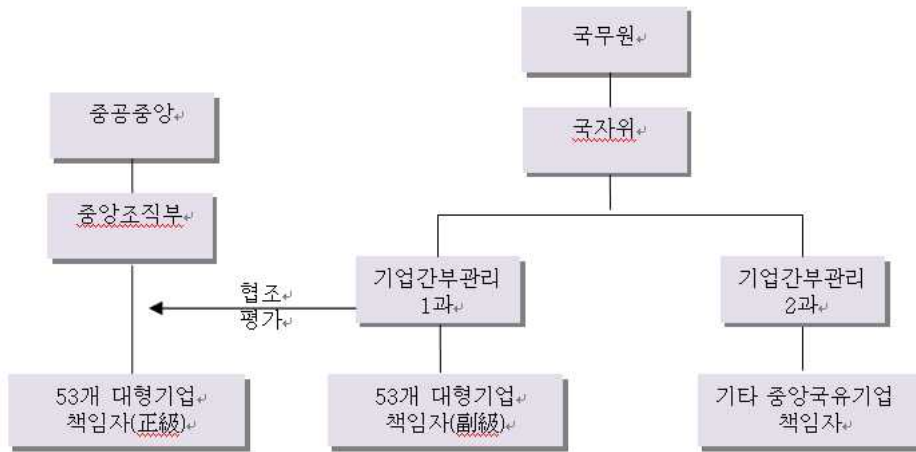 국무원
중공중앙
국자위
중앙조직부
기업간부관리
1과
기업간부관리
2과
협조
평가
53개 대형기업
책임자(正級)
53개 대형기업
책임자(副級)
기타 중앙국유기업
책임자